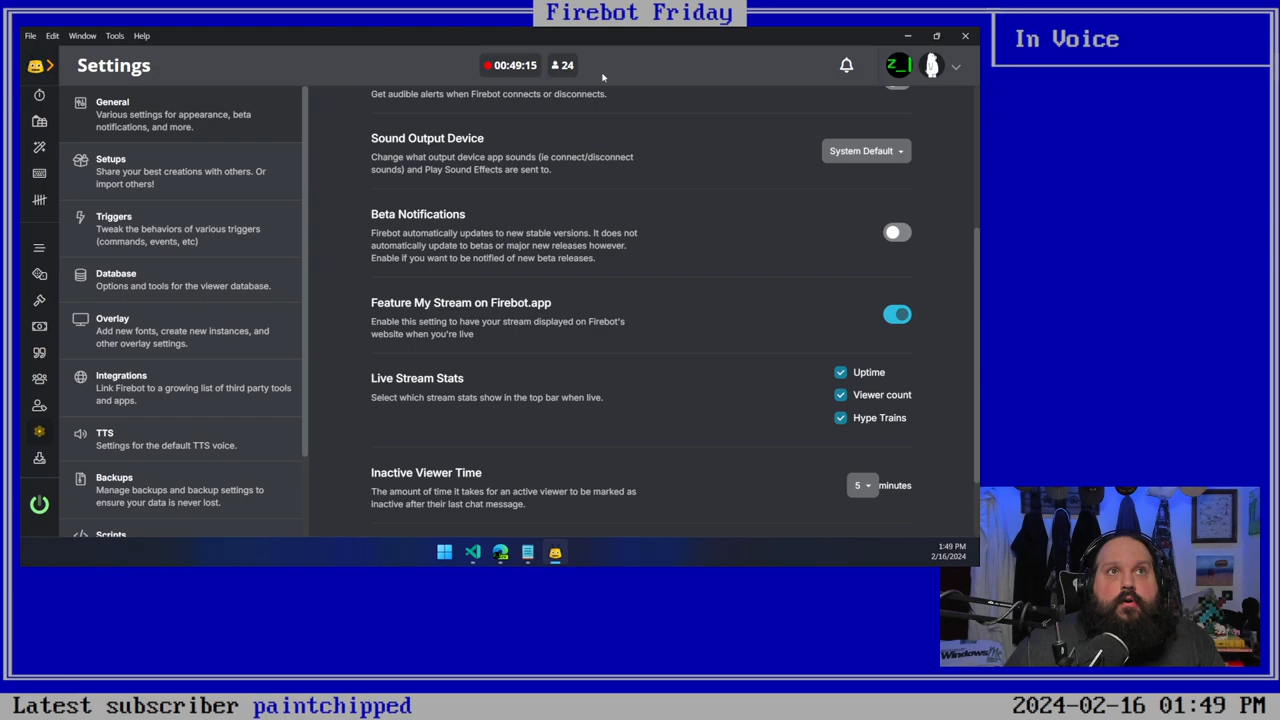 Firebot Friday
In Voice
File Edit Window Tools Help
Settings
00:49:15
24
z_|
General
Various settings for appearance, beta
notifications, and more.
Setups
Share your best creations with others. Or
import others!
Triggers
Tweak the behaviors of various triggers
(commands, events, etc)
Database
Options and tools for the viewer database.
Overlay
Add new fonts, create new instances, and
other overlay settings.
Integrations
Link Firebot to a growing list of third party tools
and apps.
TTS
Settings for the default TTS voice.
Backups
Manage backups and backup settings to
ensure your data is never lost.
Scripts
Get audible alerts when Firebot connects or disconnects.
Sound Output Device
Change what output device app sounds (ie connect/disconnect
sounds) and Play Sound Effects are sent to.
System Default
Beta Notifications
Firebot automatically updates to new stable versions. It does not
automatically update to betas or major new releases however.
Enable if you want to be notified of new beta releases.
Feature My Stream on Firebot.app
Enable this setting to have your stream displayed on Firebot's
website when you're live
Live Stream Stats
Select which stream stats show in the top bar when live.
Uptime
Viewer count
Hype Trains
Inactive Viewer Time
The amount of time it takes for an active viewer to be marked as
inactive after their last chat message.
5 minutes
1:49 PM
2/16/2024
Windows Me
Latest subscriber paintchipped
2024-02-16 01:49 PM